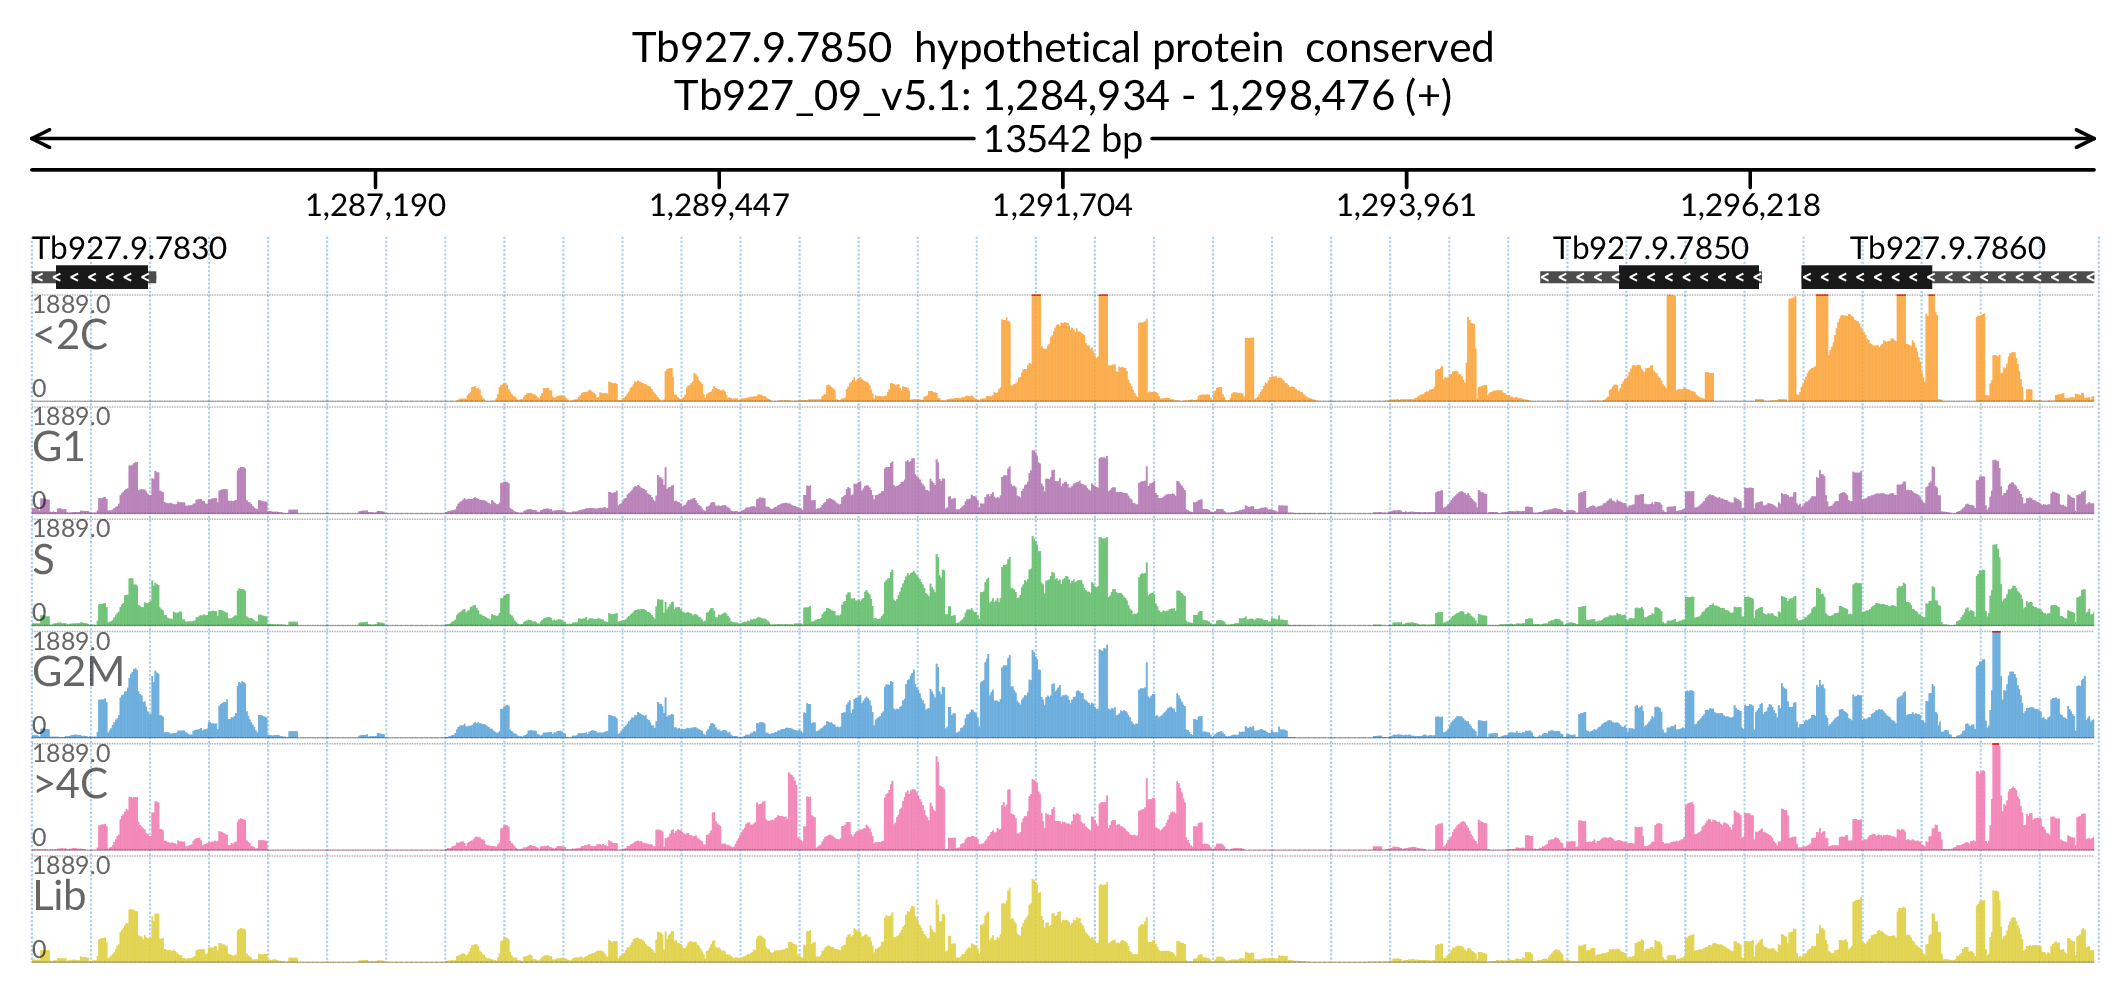 Tb927.9.7850  hypothetical protein  conserved
Tb927_09_v5.1: 1,284,934 - 1,298,476 (+)
13542 bp
1,287,190 1,289,447 1,291,704 1,293,961 1,296,218
Tb927.9.7830 Tb927.9.7850 Tb927.9.7860
1889.0
<2C
0
1889.0
G1
0
1889.0
S
0
1889.0
G2M
0
1889.0
>4C
0
1889.0
Lib
0